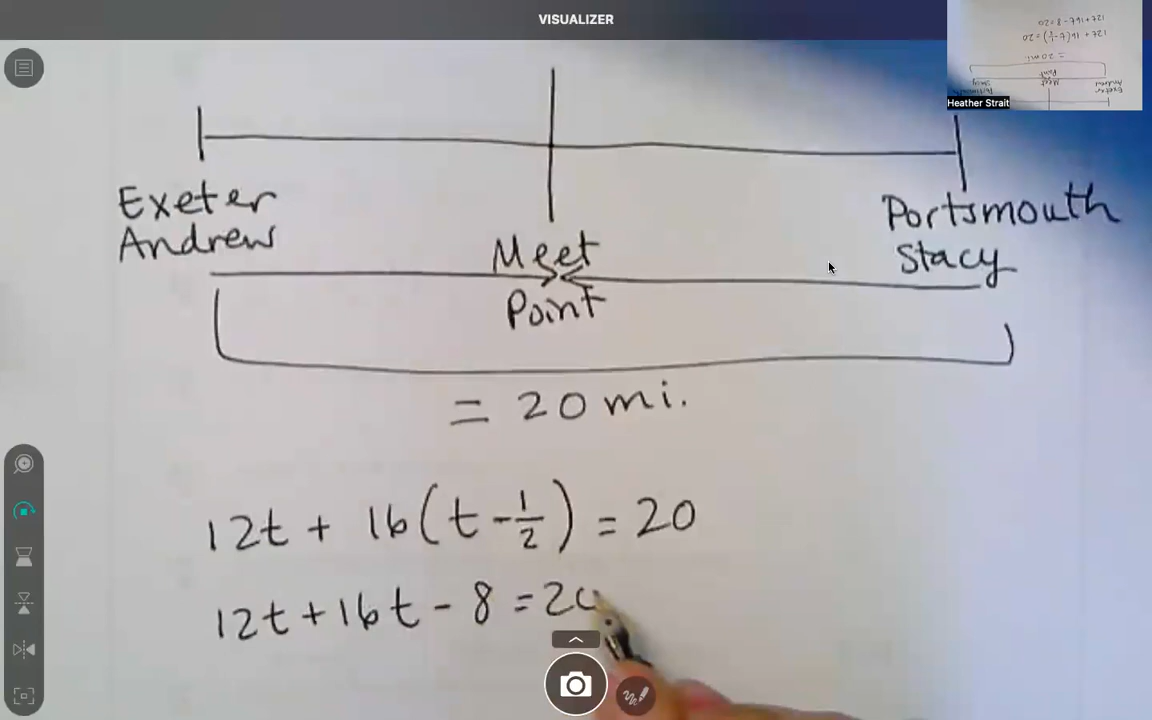 VISUALIZER
Heather Strait
Exeter
Andrew
Meet
Point
Portsmouth
Stacy
= 20 mi.
12t + 16(t - 1/2) = 20
12t + 16t - 8 = 20